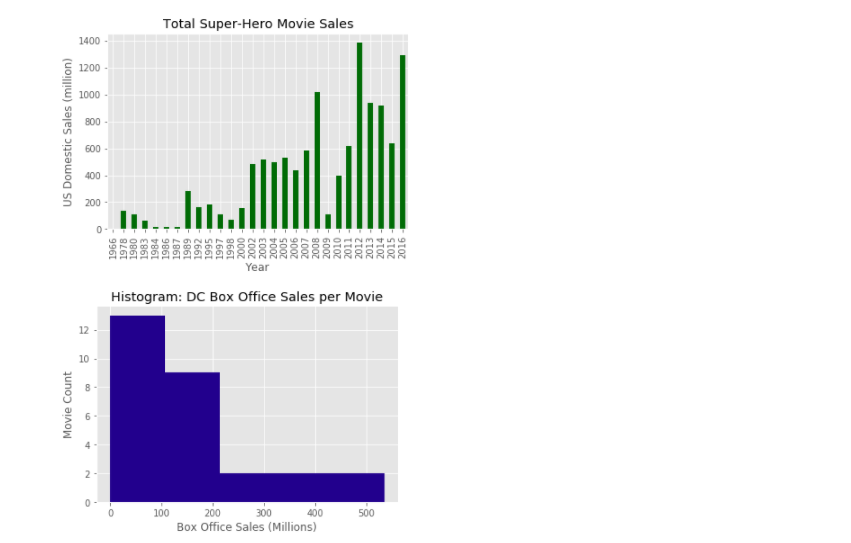 Total Super-Hero Movie Sales
1400
1200
1000
800
600
400
200
0
US Domestic Sales (million)
1966 1978 1980 1983 1984 1986 1987 1989 1992 1995 1997 1998 2000 2002 2003 2004 2005 2006 2007 2008 2009 2010 2011 2012 2013 2014 2015 2016
Year
Histogram: DC Box Office Sales per Movie
12
10
8
6
4
2
0
Movie Count
0 100 200 300 400 500
Box Office Sales (Millions)